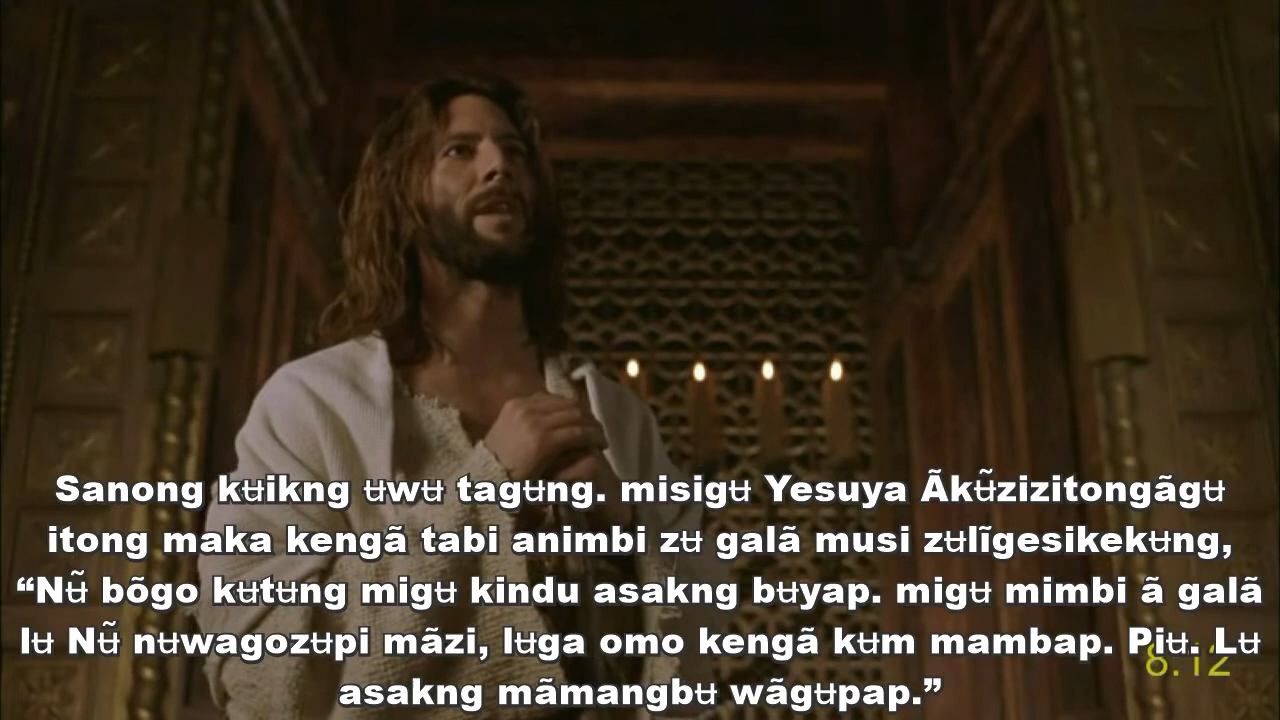 Sanong kʉikng ʉwʉ tagʉng. misigʉ Yesuya Ãkʉ̃zizitongãgʉ
itong maka kengã tabi animbi zʉ galã musi zʉlĩgesikekʉng,
“Nʉ̃ bõgo kʉtʉng migʉ kindu asakng bʉyap. migʉ mimbi ã galã
lʉ Nʉ̃ nʉwagozʉpi mãzi, lʉga omo kengã kʉm mambap. Piʉ. Lʉ
asakng mãmangbʉ wãgʉpap.”
8.12